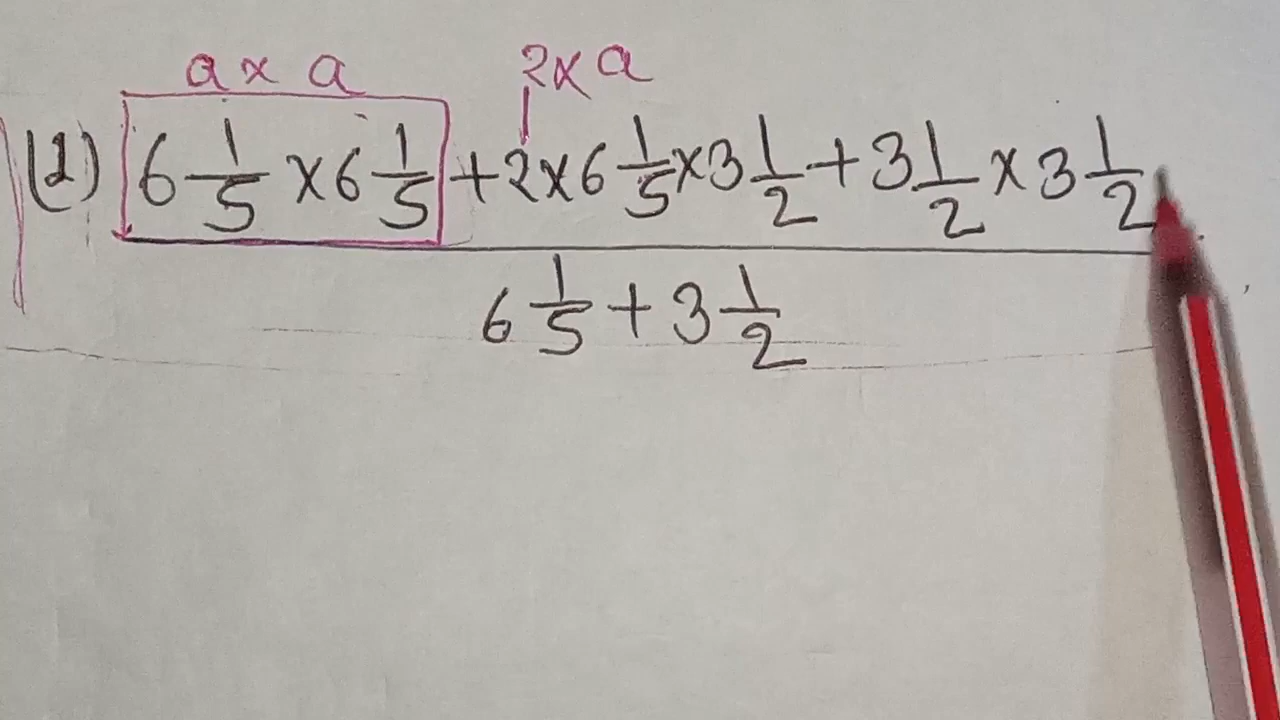 a × a 2 × a
(1) 6 1/5 × 6 1/5 + 2 × 6 1/5 × 3 1/2 + 3 1/2 × 3 1/2
6 1/5 + 3 1/2